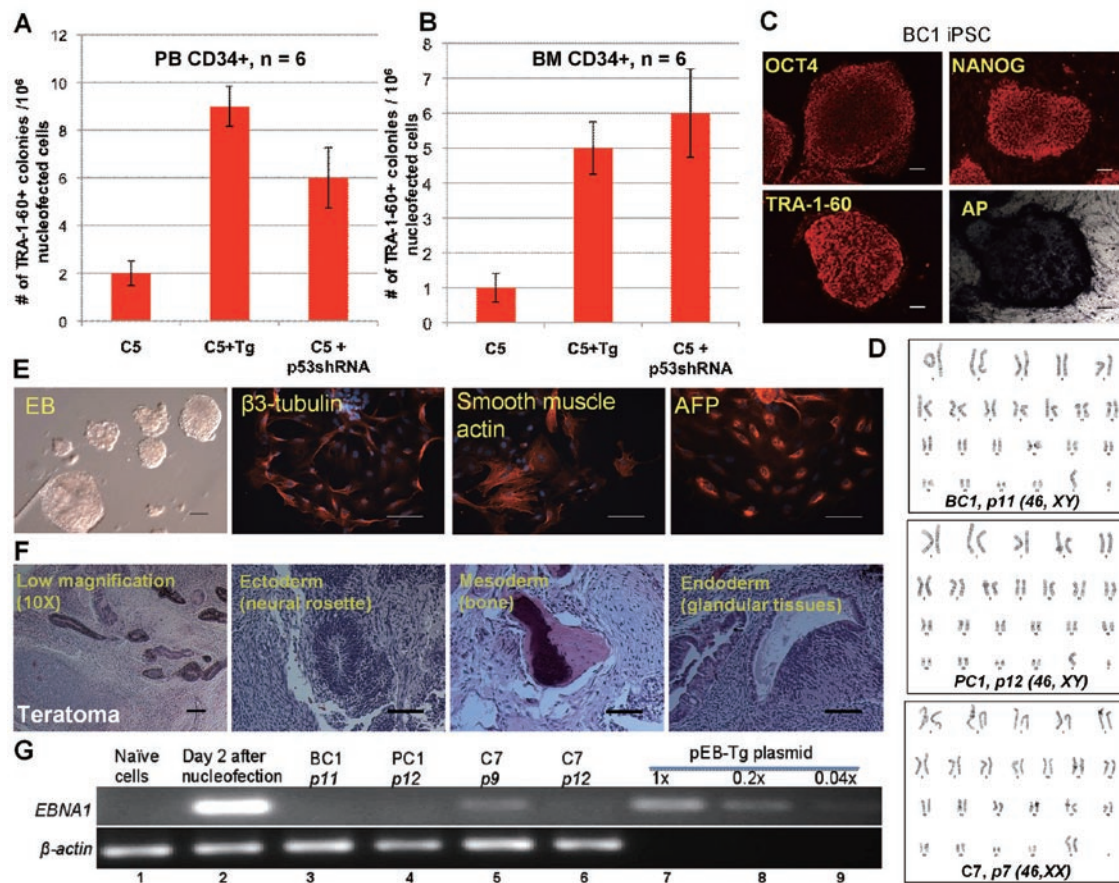 A
PB CD34+, n = 6
# of TRA-1-60+ colonies /10⁶
nucleofected cells
12
10
8
6
4
2
0
C5
C5+Tg
C5 +
p53shRNA
B
BM CD34+, n = 6
# of TRA-1-60+ colonies / 10⁶
nucleofected cells
8
7
6
5
4
3
2
1
0
C5
C5+Tg
C5 +
p53shRNA
C
BC1 iPSC
OCT4
NANOG
TRA-1-60
AP
D
BC1, p11 (46, XY)
PC1, p12 (46, XY)
C7, p7 (46,XX)
E
EB
β3-tubulin
Smooth muscle
actin
AFP
F
Low magnification
(10X)
Teratoma
Ectoderm
(neural rosette)
Mesoderm
(bone)
Endoderm
(glandular tissues)
G
Naïve
cells
Day 2 after
nucleofection
BC1
p11
PC1
p12
C7
p9
C7
p12
pEB-Tg plasmid
1x 0.2x 0.04x
EBNA1
β-actin
1 2 3 4 5 6 7 8 9